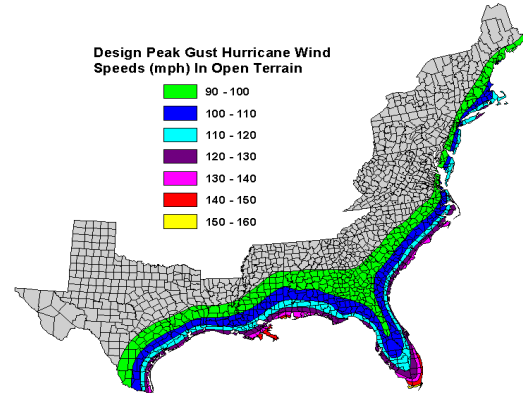 Design Peak Gust Hurricane Wind
Speeds (mph) In Open Terrain
90 - 100
100 - 110
110 - 120
120 - 130
130 - 140
140 - 150
150 - 160